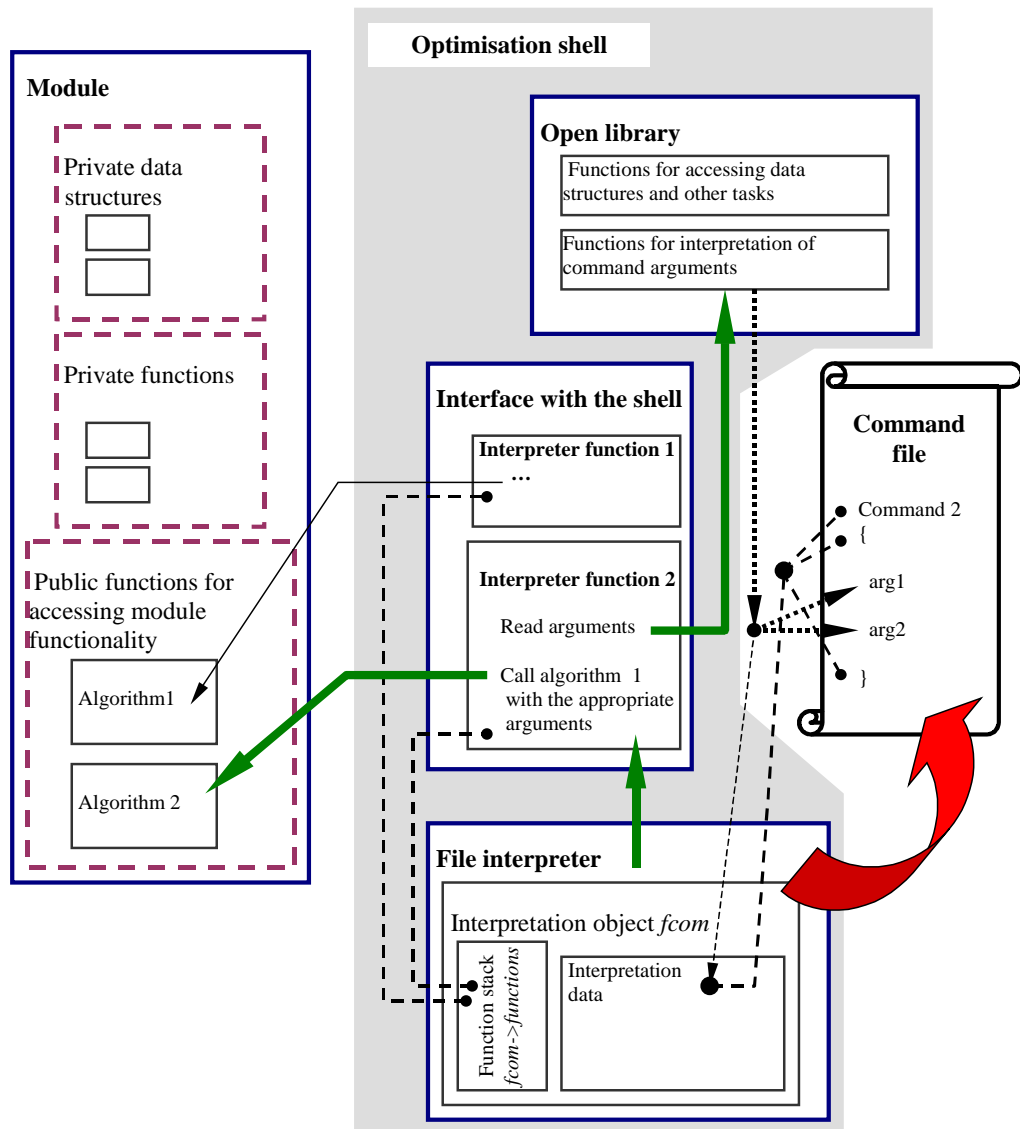 Optimisation shell
Module
Private data
structures
Private functions
Public functions for
accessing module
functionality
Algorithm1
Algorithm 2
Open library
Functions for accessing data
structures and other tasks
Functions for interpretation of
command arguments
Interface with the shell
Interpreter function 1
...
Interpreter function 2
Read arguments
Call algorithm 1
with the appropriate
arguments
Command
file
Command 2
{
arg1
arg2
}
File interpreter
Interpretation object fcom
Function stack
fcom->functions
Interpretation
data